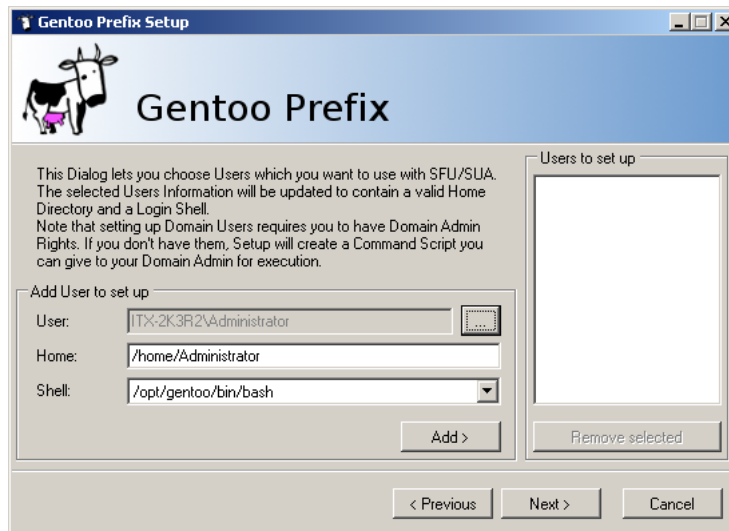 Gentoo Prefix Setup
Gentoo Prefix
This Dialog lets you choose Users which you want to use with SFU/SUA.
The selected Users Information will be updated to contain a valid Home
Directory and a Login Shell.
Note that setting up Domain Users requires you to have Domain Admin
Rights. If you don't have them, Setup will create a Command Script you
can give to your Domain Admin for execution.
Users to set up
Add User to set up
User:
ITX-2K3R2\Administrator
...
Home:
/home/Administrator
Shell:
/opt/gentoo/bin/bash
Add >
Remove selected
< Previous
Next >
Cancel